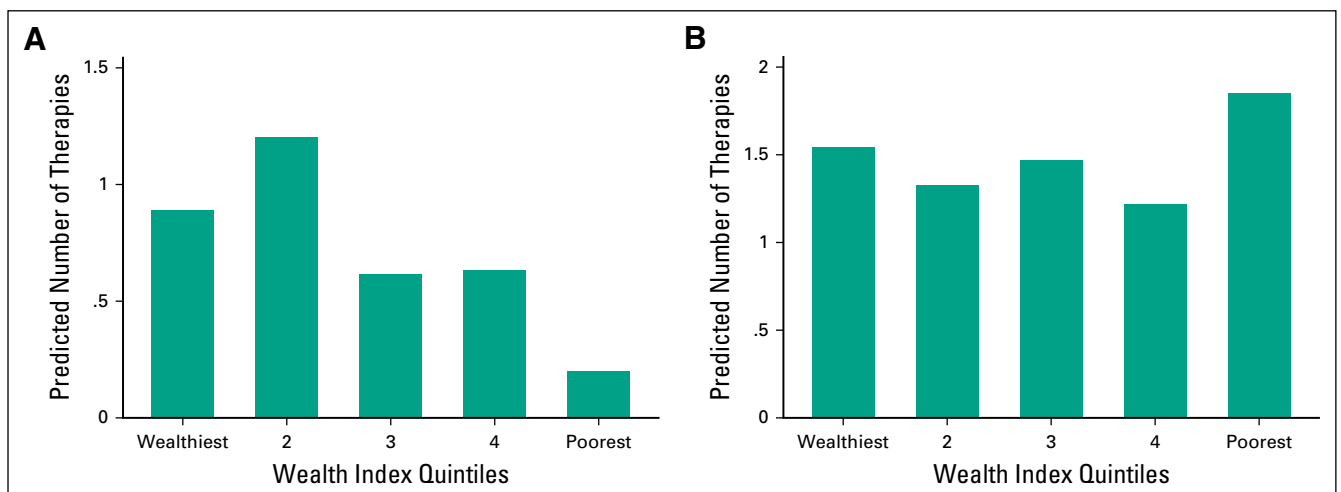 A
Predicted Number of Therapies
1.5
1
.5
0
Wealthiest 2 3 4 Poorest
Wealth Index Quintiles
B
Predicted Number of Therapies
2
1.5
1
.5
0
Wealthiest 2 3 4 Poorest
Wealth Index Quintiles